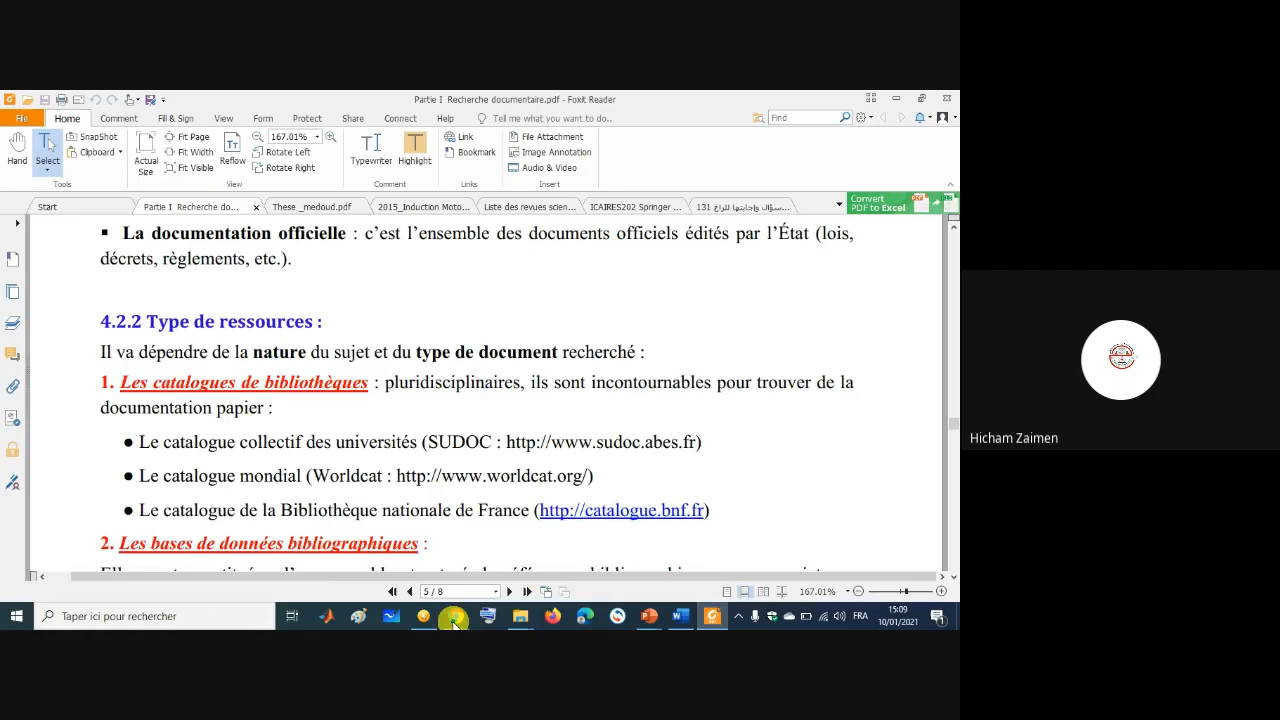 Partie I Recherche documentaire.pdf - Foxit Reader
File Home Comment Fill & Sign View Form Protect Share Connect Help Tell me what you want to do.. Find
Hand Select SnapShot Clipboard Actual Size Fit Page Fit Width Fit Visible Reflow 167.01% Rotate Left Rotate Right Typewriter Highlight Link Bookmark File Attachment Image Annotation Audio & Video
Tools View Comment Links Insert
Start Partie I Recherche do... These _medoud.pdf 2015_Induction Moto... Liste des revues scien... ICAIRES202 Springer ... 131 سؤال وإجابتها للراغ... Convert PDF to Excel
▪ La documentation officielle : c’est l’ensemble des documents officiels édités par l’État (lois,
décrets, règlements, etc.).
4.2.2 Type de ressources :
Il va dépendre de la nature du sujet et du type de document recherché :
1. Les catalogues de bibliothèques : pluridisciplinaires, ils sont incontournables pour trouver de la
documentation papier :
● Le catalogue collectif des universités (SUDOC : http://www.sudoc.abes.fr)
● Le catalogue mondial (Worldcat : http://www.worldcat.org/)
● Le catalogue de la Bibliothèque nationale de France (http://catalogue.bnf.fr)
2. Les bases de données bibliographiques :
5 / 8 167.01%
Taper ici pour rechercher FRA 15:09
10/01/2021
Hicham Zaimen